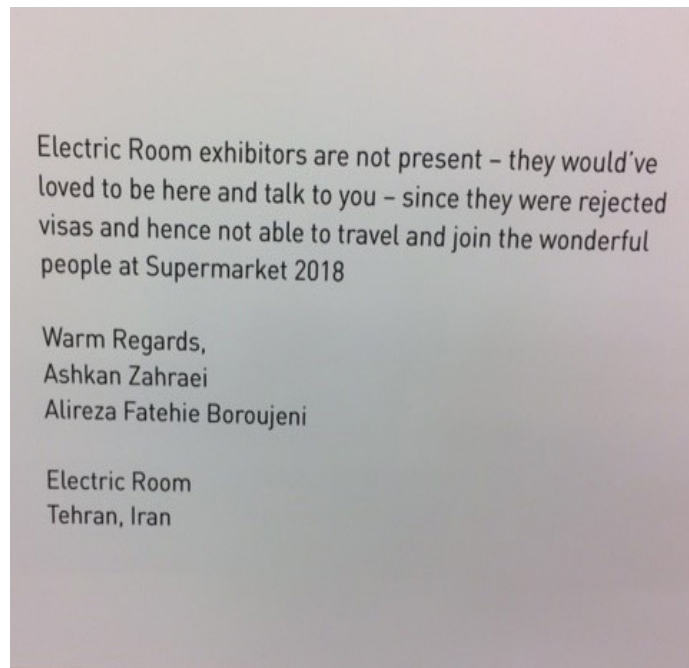 Electric Room exhibitors are not present – they would've
loved to be here and talk to you – since they were rejected
visas and hence not able to travel and join the wonderful
people at Supermarket 2018
Warm Regards,
Ashkan Zahraei
Alireza Fatehie Boroujeni
Electric Room
Tehran, Iran